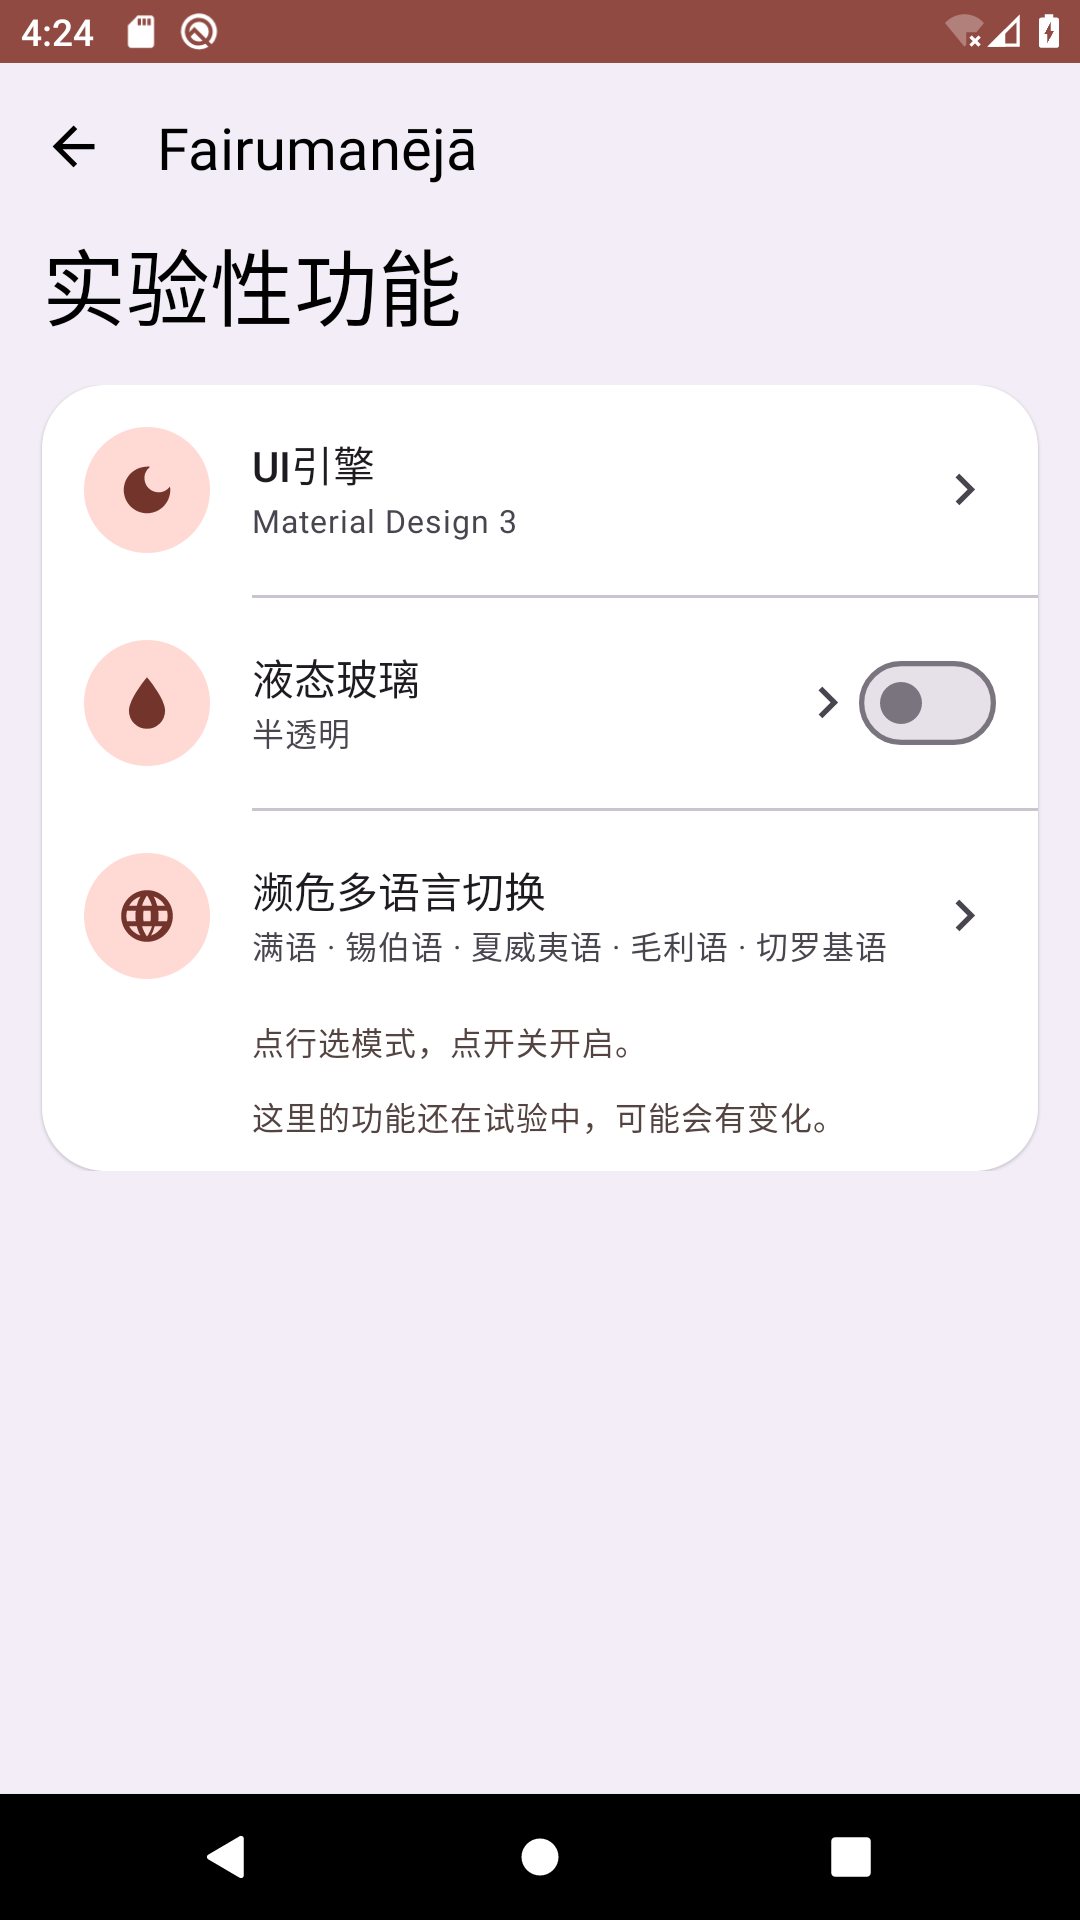 4:24
Fairumanējā
实验性功能
UI引擎
Material Design 3
液态玻璃
半透明
濒危多语言切换
满语 · 锡伯语 · 夏威夷语 · 毛利语 · 切罗基语
点行选模式，点开关开启。
这里的功能还在试验中，可能会有变化。